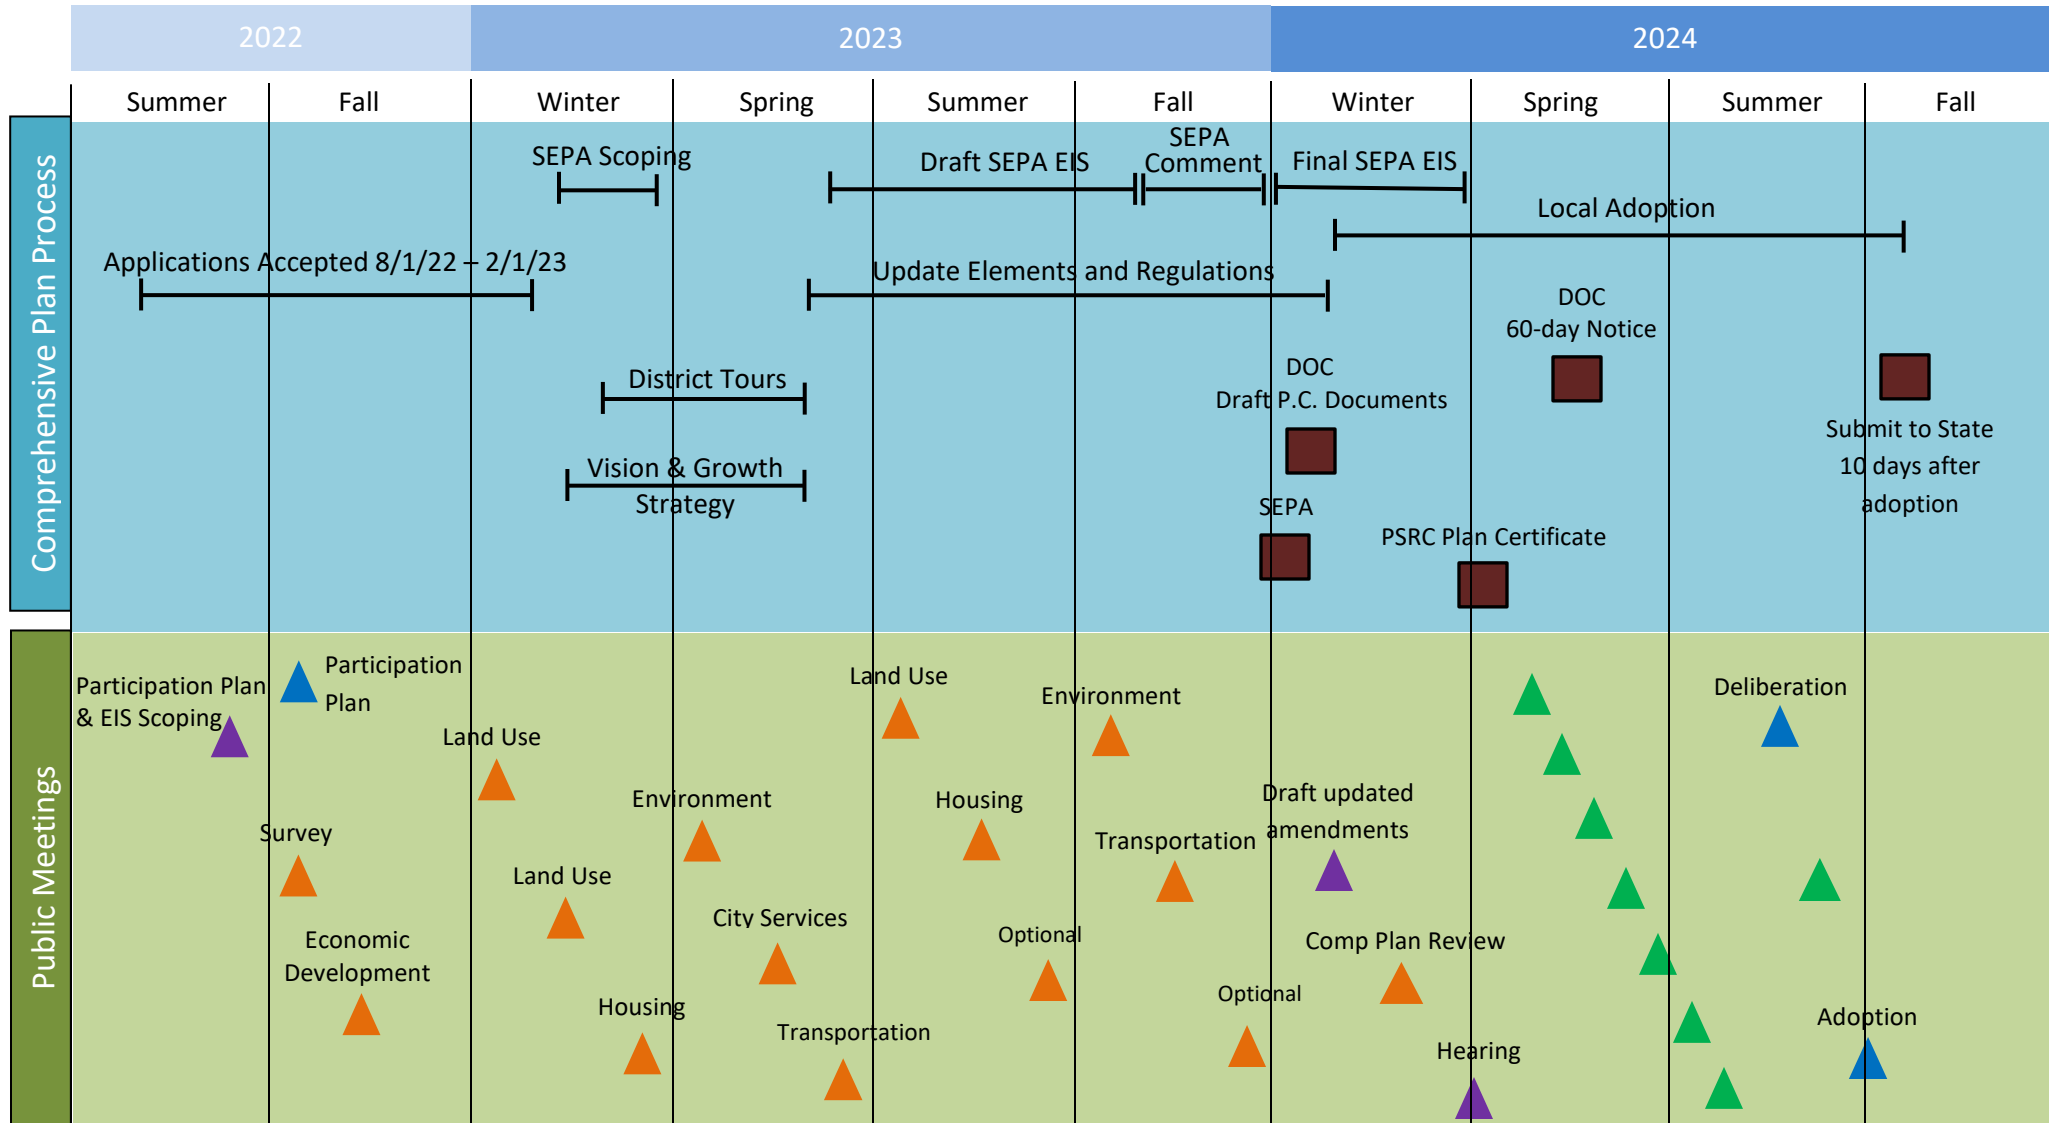 2022
2023
2024
Summer
Fall
Winter
Spring
Summer
Fall
Winter
Spring
Summer
Fall
Comprehensive Plan Process
SEPA Scoping
Draft SEPA EIS
SEPA
Comment
Final SEPA EIS
Local Adoption
Applications Accepted 8/1/22 – 2/1/23
Update Elements and Regulations
DOC
60-day Notice
District Tours
DOC
Draft P.C. Documents
Submit to State
10 days after
adoption
Vision & Growth
Strategy
SEPA
PSRC Plan Certificate
Public Meetings
Participation Plan
& EIS Scoping
Participation
Plan
Land Use
Survey
Economic
Development
Land Use
Housing
Environment
City Services
Transportation
Land Use
Housing
Optional
Environment
Transportation
Optional
Draft updated
amendments
Comp Plan Review
Hearing
Deliberation
Adoption